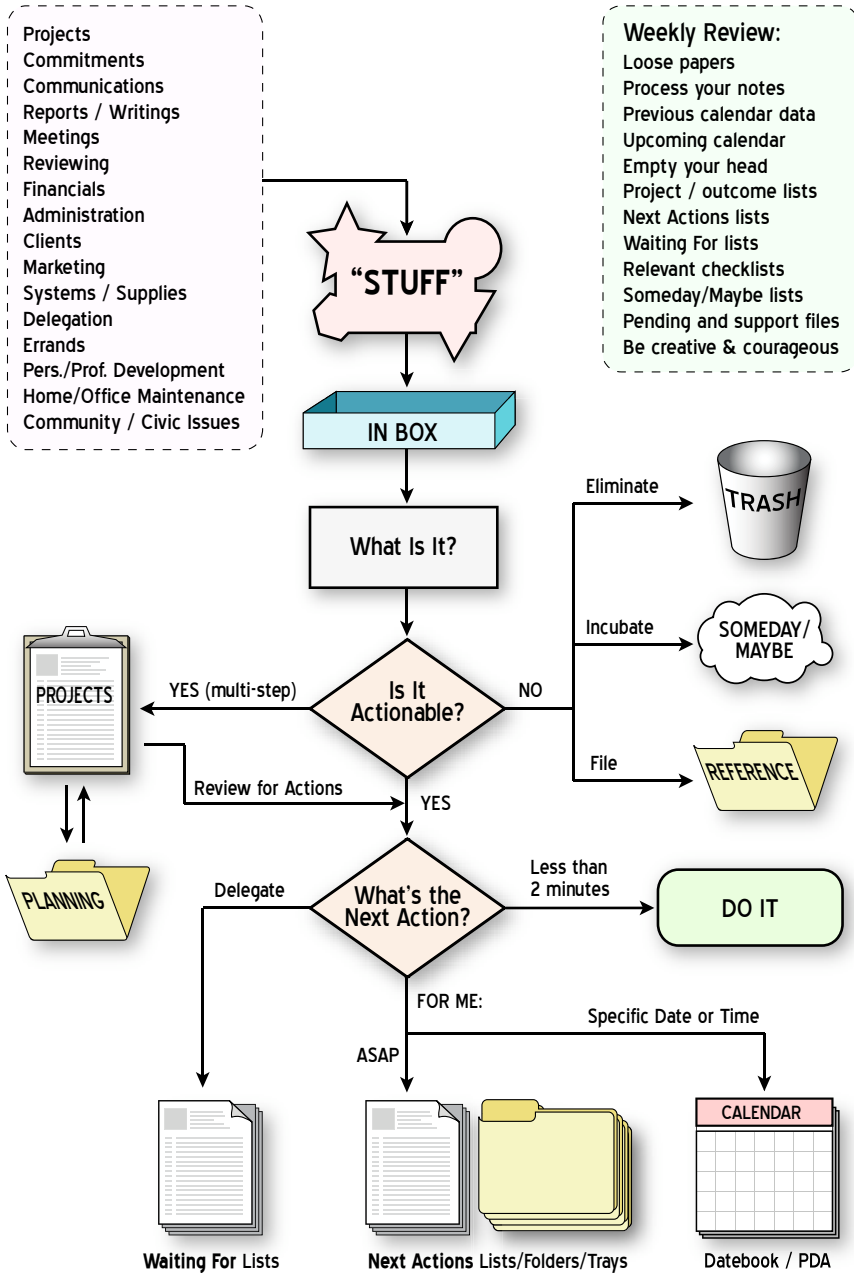 Projects
Commitments
Communications
Reports / Writings
Meetings
Reviewing
Financials
Administration
Clients
Marketing
Systems / Supplies
Delegation
Errands
Pers./Prof. Development
Home/Office Maintenance
Community / Civic Issues
Weekly Review:
Loose papers
Process your notes
Previous calendar data
Upcoming calendar
Empty your head
Project / outcome lists
Next Actions lists
Waiting For lists
Relevant checklists
Someday/Maybe lists
Pending and support files
Be creative & courageous
“STUFF”
IN BOX
What Is It?
Eliminate
TRASH
Incubate
SOMEDAY/
MAYBE
File
REFERENCE
NO
Is It
Actionable?
YES (multi-step)
PROJECTS
Review for Actions
YES
PLANNING
Delegate
What's the
Next Action?
Less than
2 minutes
DO IT
FOR ME:
Specific Date or Time
ASAP
CALENDAR
Waiting For Lists
Next Actions Lists/Folders/Trays
Datebook / PDA